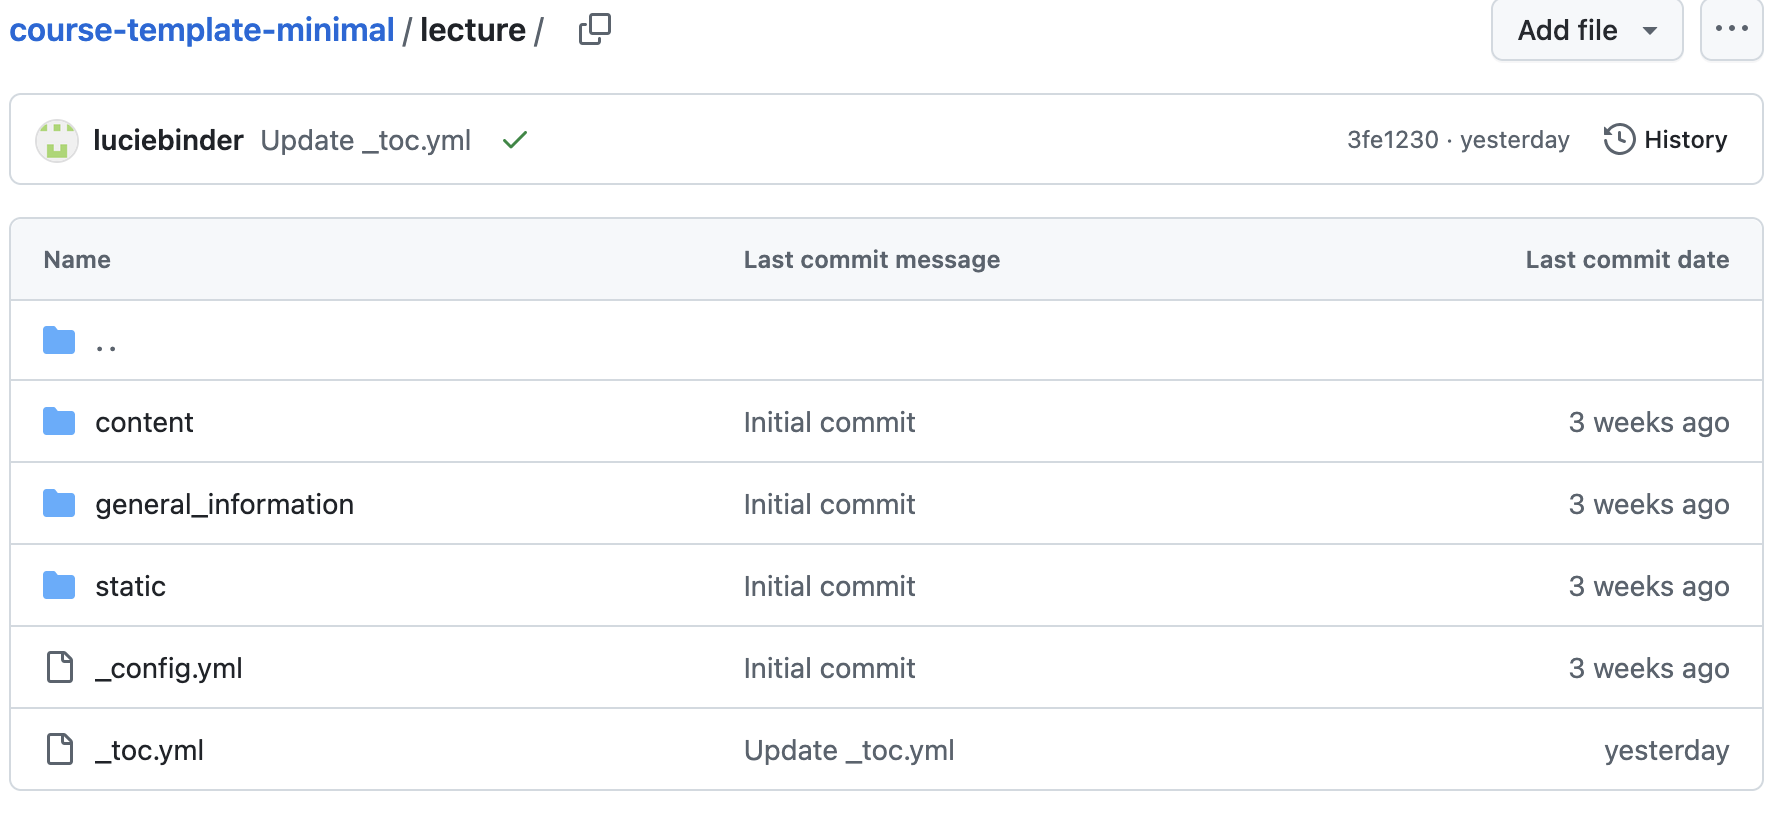 course-template-minimal / lecture / Add file
luciebinder Update _toc.yml 3fe1230 · yesterday History
Name Last commit message Last commit date
..
content Initial commit 3 weeks ago
general_information Initial commit 3 weeks ago
static Initial commit 3 weeks ago
_config.yml Initial commit 3 weeks ago
_toc.yml Update _toc.yml yesterday